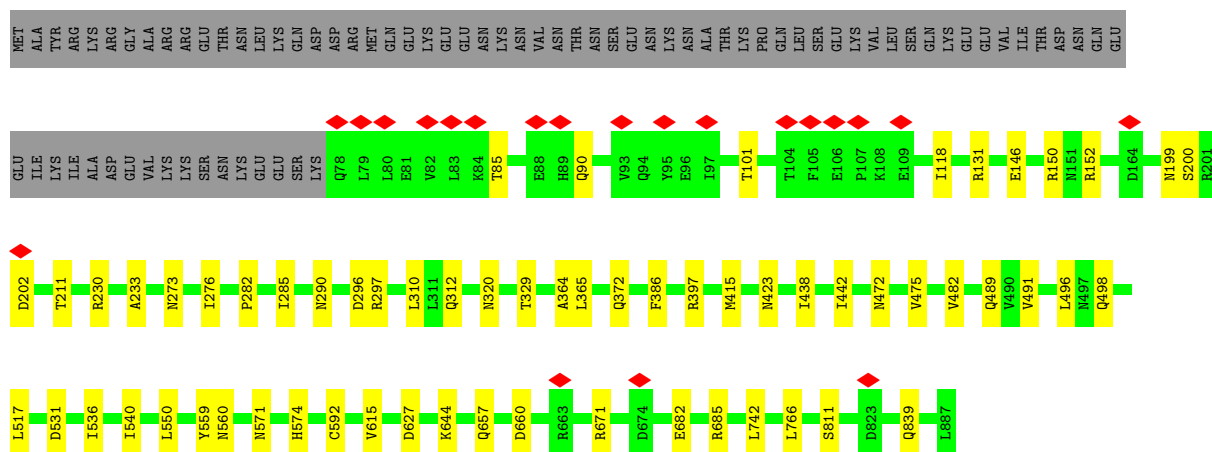 MET ALA TYR ARG LYS ARG GLY ALA ARG ARG GLU THR ASN LEU LYS GLN ASP ASP ARG MET GLN GLU LYS GLU GLU ASN LYS ASN VAL ASN THR ASN SER GLU ASN LYS ASN ALA THR LYS PRO GLN LEU SER GLU LYS VAL LEU SER GLN LYS GLU GLU VAL ILE THR ASP ASN GLN GLU
GLU ILE LYS ILE ALA ASP GLU VAL LYS LYS SER ASN LYS GLU GLU SER LYS Q78 L79 L80 E81 V82 L83 K84 T85 E88 H89 Q90 V93 Q94 Y95 E96 I97 T101 T104 F105 E106 P107 K108 E109 I118 R131 E146 R150 N151 R152 D164 N199 S200 R201
D202 T211 R230 A233 N273 I276 P282 I285 N290 D296 R297 L310 L311 Q312 N320 T329 A364 L365 Q372 F386 R397 M415 N423 I438 I442 N472 V475 V482 Q489 V490 V491 L496 N497 Q498
L517 D531 I536 I540 L550 Y559 N560 N571 H574 C592 V615 D627 K644 Q657 D660 R663 R671 D674 E682 R685 L742 L766 S811 D823 Q839 L887